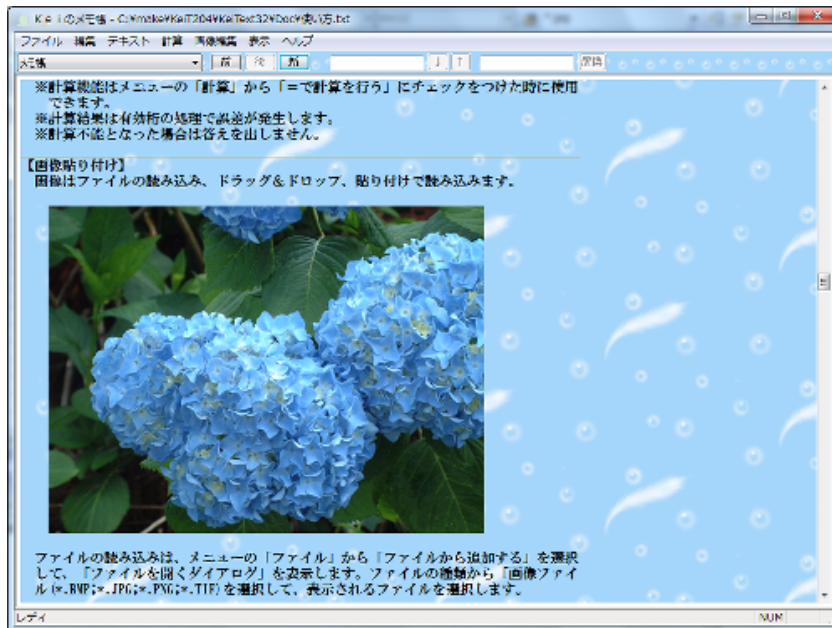 Keiのメモ帳 - C:¥make¥KeiT204¥KeiText32¥Doc¥使い方.txt
ファイル 編集 テキスト 計算 画像編集 表示 ヘルプ
メモ帳 前 後 新 ↓ ↑ 置換
※計算機能はメニューの「計算」から「=で計算を行う」にチェックをつけた時に使用
できます。
※計算結果は有効桁の処理で誤差が発生します。
※計算不能となった場合は答えを出しません。
【画像貼り付け】
画像はファイルの読み込み、ドラッグ&ドロップ、貼り付けで読み込みます。
ファイルの読み込みは、メニューの「ファイル」から「ファイルから追加する」を選択
して、「ファイルを開くダイアログ」を表示します。ファイルの種類から「画像ファイ
ル(*.BMP;*.JPG;*.PNG;*.TIF)を選択して、表示されるファイルを選択します。
レディ
NUM